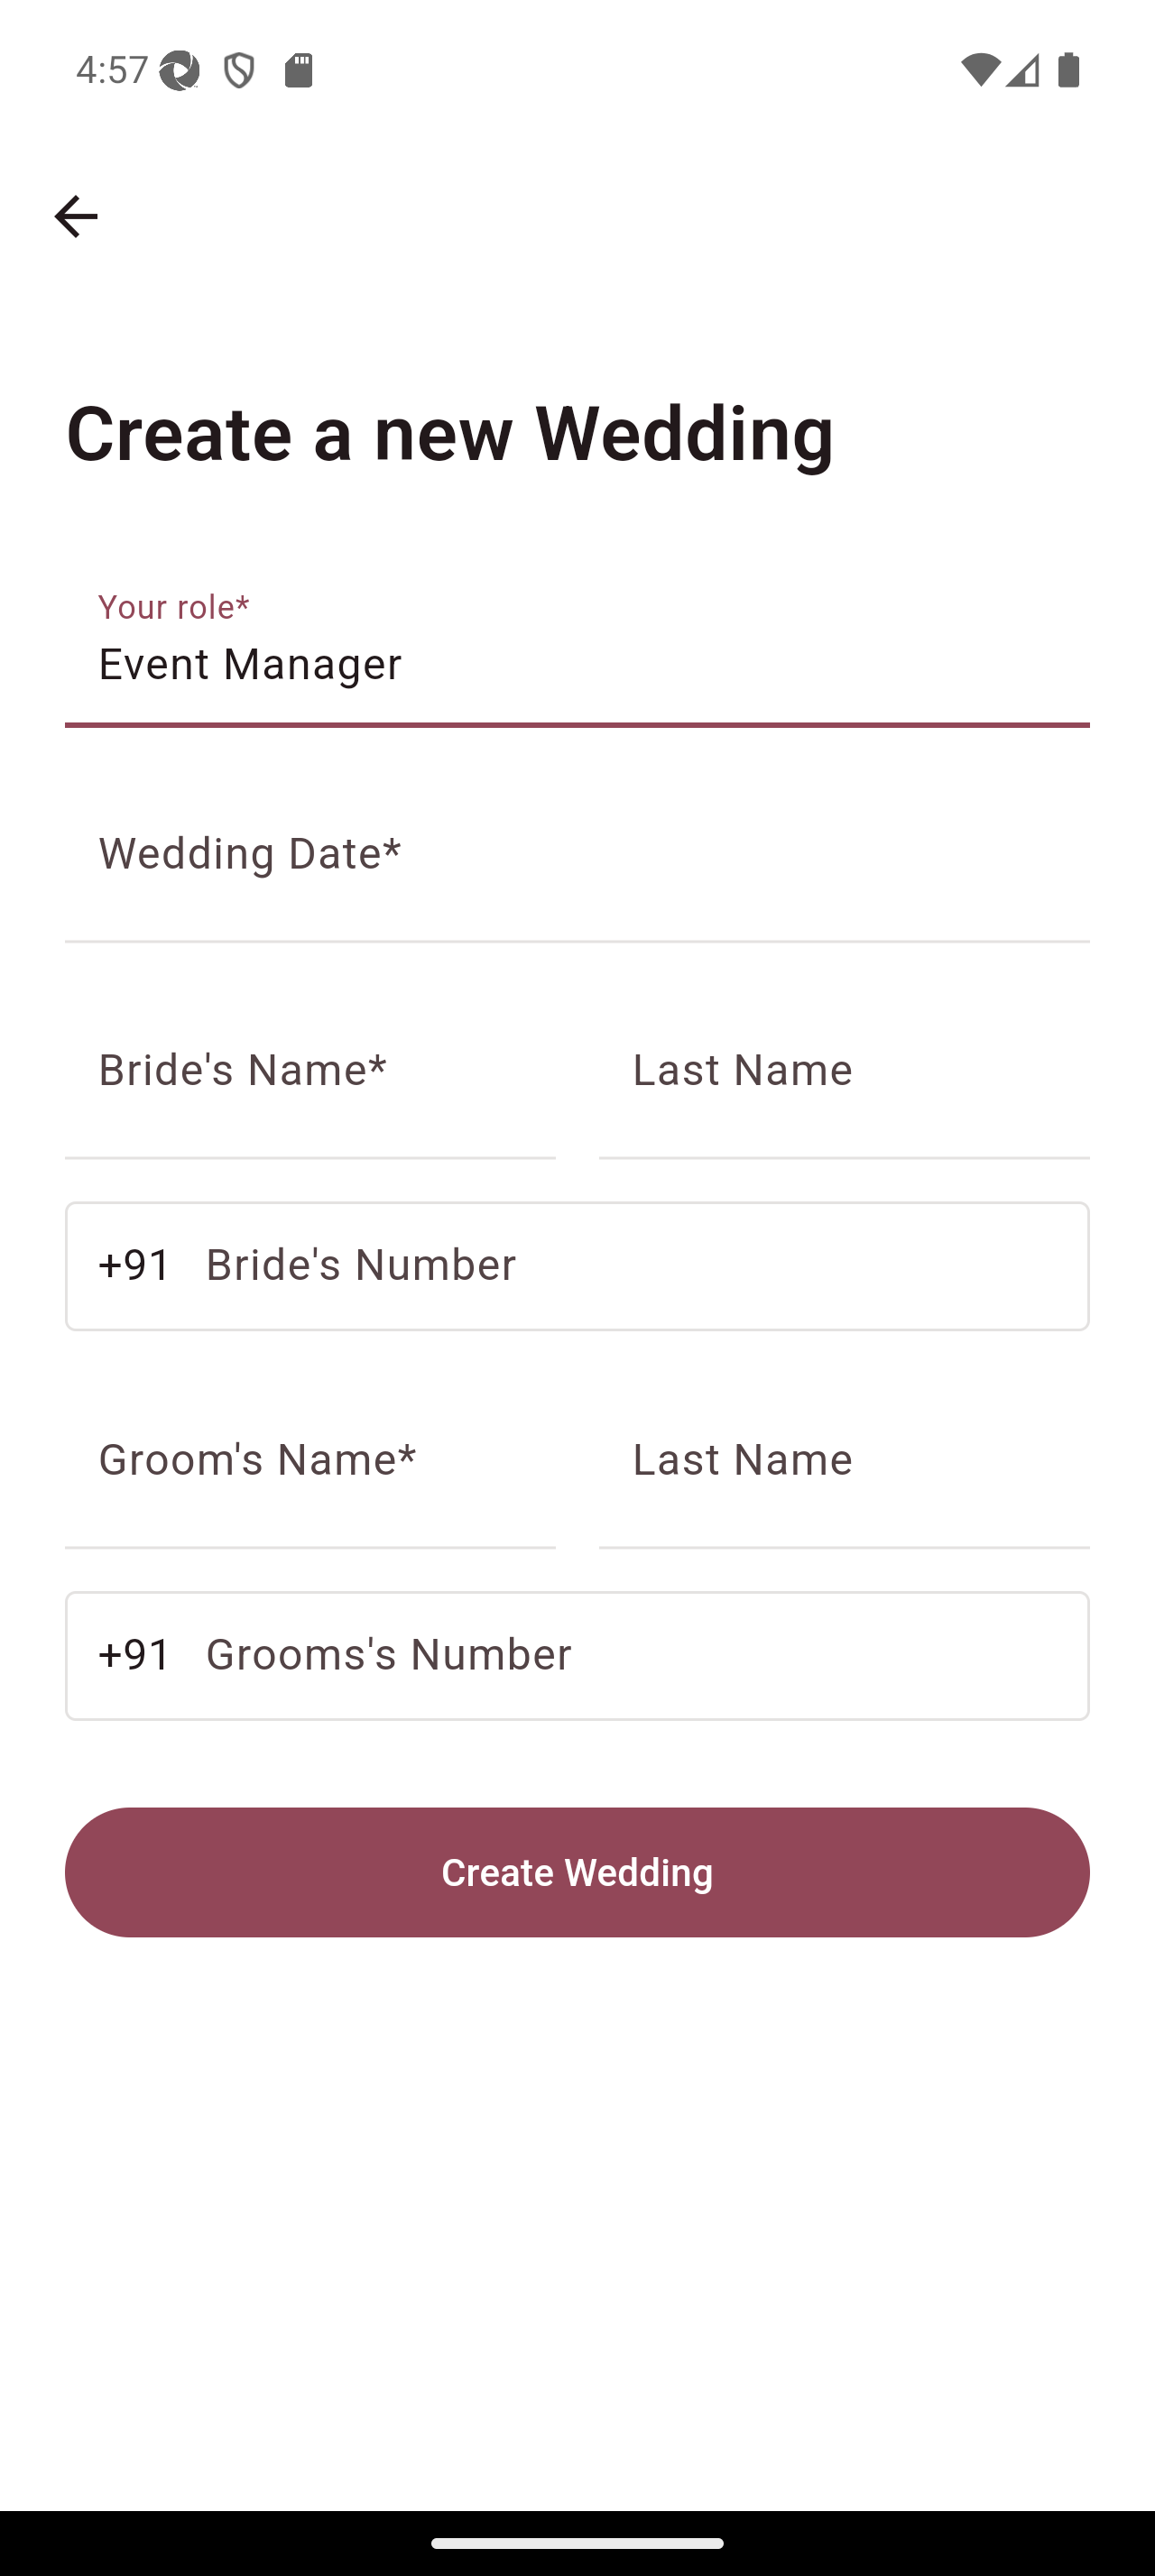 4:57
Create a new Wedding
Your role*
Event Manager
Wedding Date*
Bride's Name* Last Name
+91 Bride's Number
Groom's Name* Last Name
+91 Grooms's Number
Create Wedding